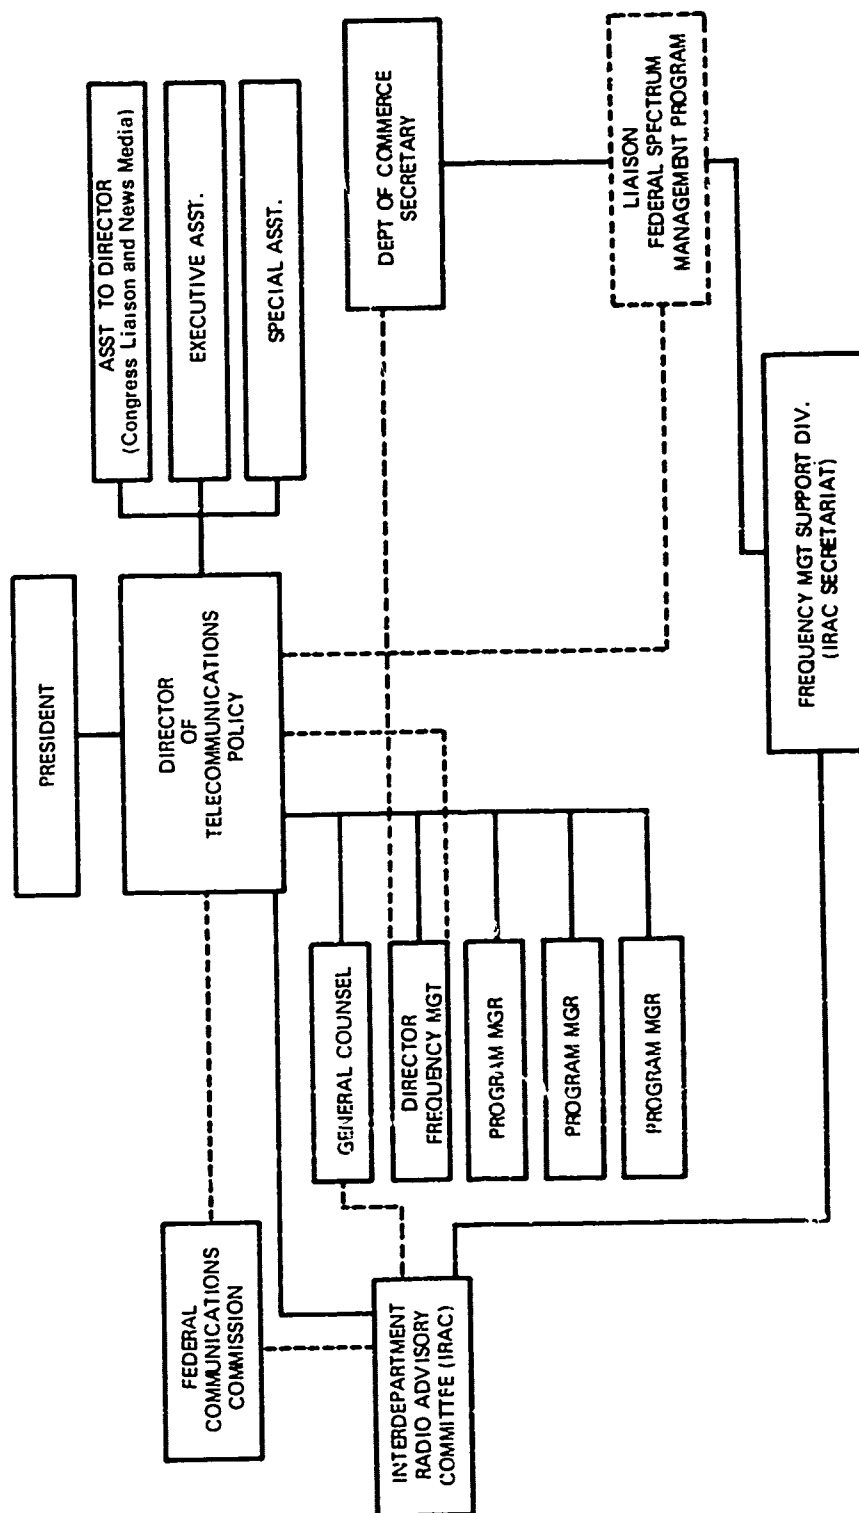 PRESIDENT
DIRECTOR
OF
TELECOMMUNICATIONS
POLICY
ASST TO DIRECTOR
(Congress Liaison and News Media)
EXECUTIVE ASST.
SPECIAL ASST.
FEDERAL
COMMUNICATIONS
COMMISSION
GENERAL COUNSEL
DIRECTOR
FREQUENCY MGT
PROGRAM MGR
PROGRAM MGR
PROGRAM MGR
DEPT OF COMMERCE
SECRETARY
INTERDEPARTMENT
RADIO ADVISORY
COMMITTEE (IRAC)
LIAISON
FEDERAL SPECTRUM
MANAGEMENT PROGRAM
FREQUENCY MGT SUPPORT DIV.
(IRAC SECRETARIAT)